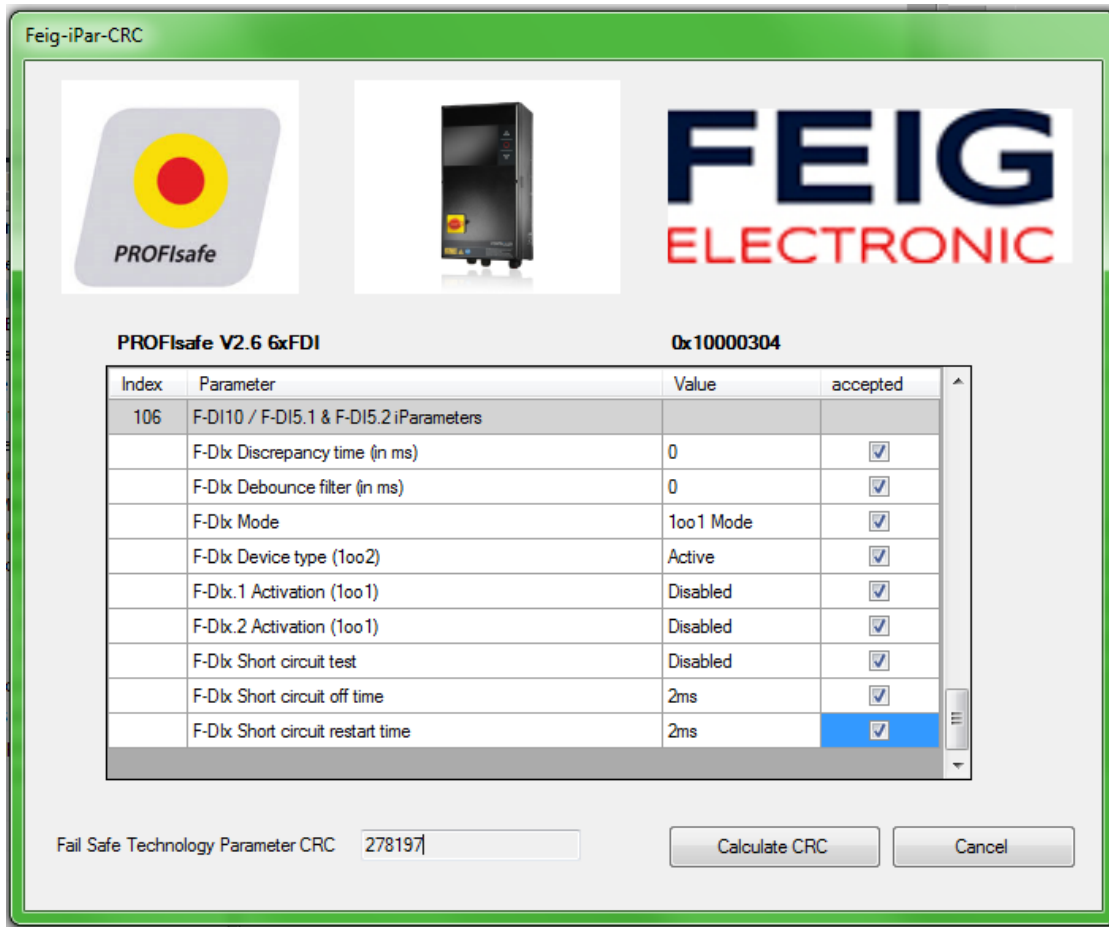 Feig-iPar-CRC
PROFIsafe
FEIG
ELECTRONIC
PROFIsafe V2.6 6xFDI 0x10000304
Index Parameter Value accepted
106 F-DI10 / F-DI5.1 & F-DI5.2 iParameters
F-DIx Discrepancy time (in ms) 0
F-DIx Debounce filter (in ms) 0
F-DIx Mode 1oo1 Mode
F-DIx Device type (1oo2) Active
F-DIx.1 Activation (1oo1) Disabled
F-DIx.2 Activation (1oo1) Disabled
F-DIx Short circuit test Disabled
F-DIx Short circuit off time 2ms
F-DIx Short circuit restart time 2ms
Fail Safe Technology Parameter CRC 278197 Calculate CRC Cancel